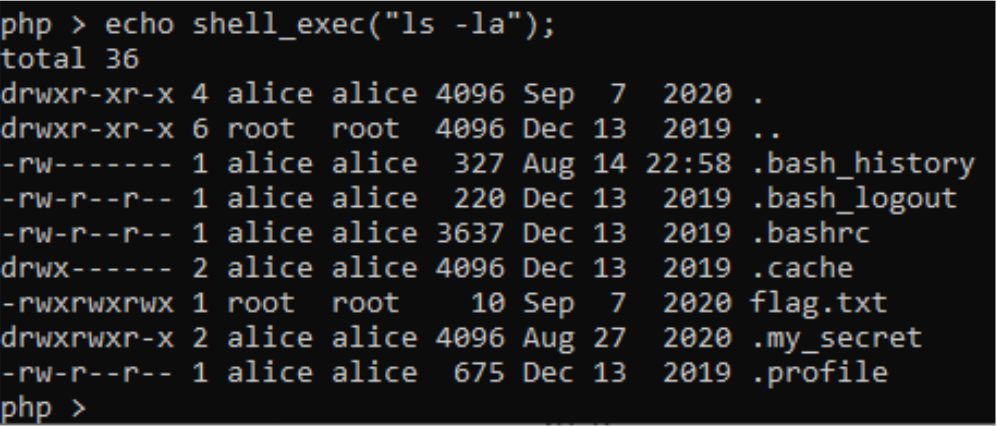 php > echo shell_exec("ls -la");
total 36
drwxr-xr-x 4 alice alice 4096 Sep  7  2020 .
drwxr-xr-x 6 root  root  4096 Dec 13  2019 ..
-rw------- 1 alice alice  327 Aug 14 22:58 .bash_history
-rw-r--r-- 1 alice alice  220 Dec 13  2019 .bash_logout
-rw-r--r-- 1 alice alice 3637 Dec 13  2019 .bashrc
drwx------ 2 alice alice 4096 Dec 13  2019 .cache
-rwxrwxrwx 1 root  root    10 Sep  7  2020 flag.txt
drwxrwxr-x 2 alice alice 4096 Aug 27  2020 .my_secret
-rw-r--r-- 1 alice alice  675 Dec 13  2019 .profile
php >